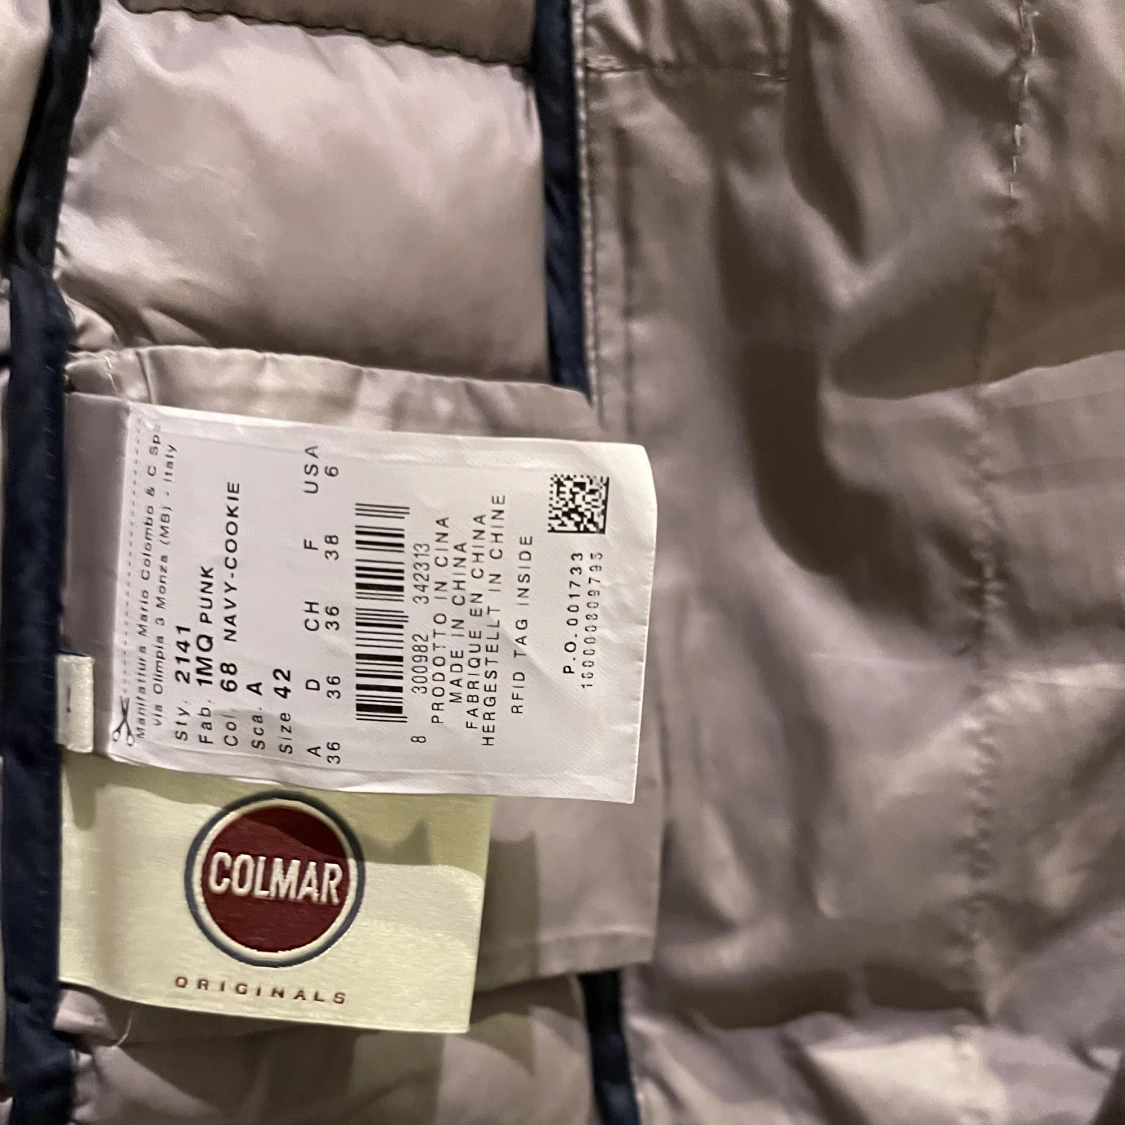 Manifattura Mario Colombo & C Sp
via Olimpia 3 Monza (MB) - Italy
Sty. 2141
Fab. 1MQ PUNK
Col. 68 NAVY-COOKIE
Sca. A
Size 42
A D CH F USA
36 36 36 38 6
8 300982 342313
PRODOTTO IN CINA
MADE IN CHINA
FABRIQUE EN CHINA
HERGESTELLT IN CHINE
RFID TAG INSIDE
P.O.001733
COLMAR
ORIGINALS